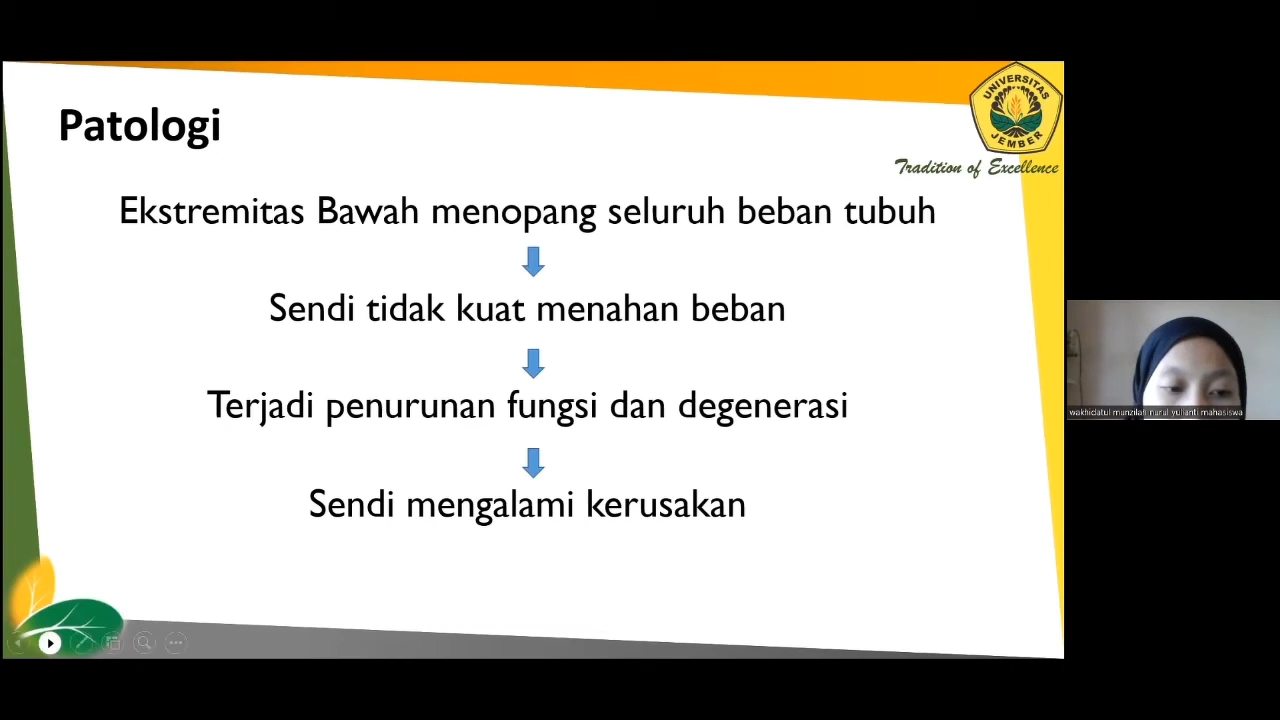 Patologi
UNIVERSITAS
JEMBER
Tradition of Excellence
Ekstremitas Bawah menopang seluruh beban tubuh
Sendi tidak kuat menahan beban
Terjadi penurunan fungsi dan degenerasi
Sendi mengalami kerusakan
wakhidatul munzilah nurul yulianti mahasiswa